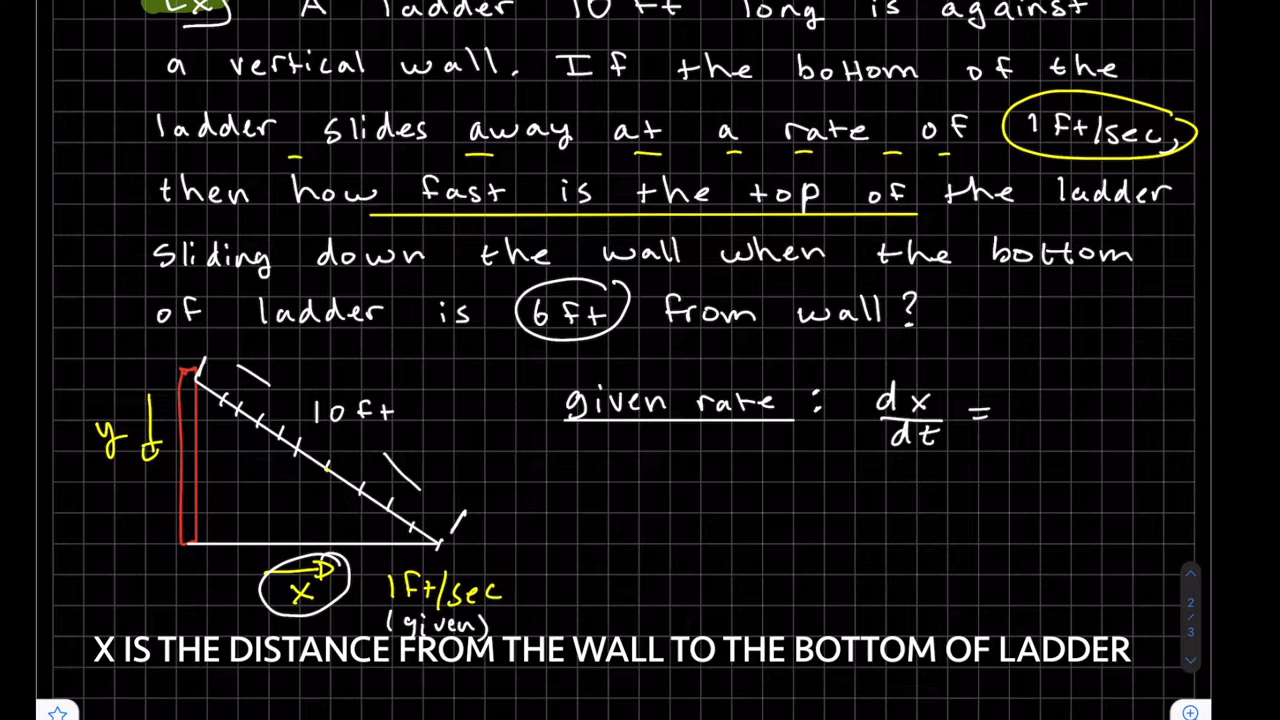 Ex) A ladder 10 ft long is against
a vertical wall. If the bottom of the
ladder slides away at a rate of 1 ft/sec,
then how fast is the top of the ladder
sliding down the wall when the bottom
of ladder is 6 ft from wall?
10 ft
given rate : dx/dt =
y
x
1 ft/sec
(given)
X IS THE DISTANCE FROM THE WALL TO THE BOTTOM OF LADDER
2
/
3